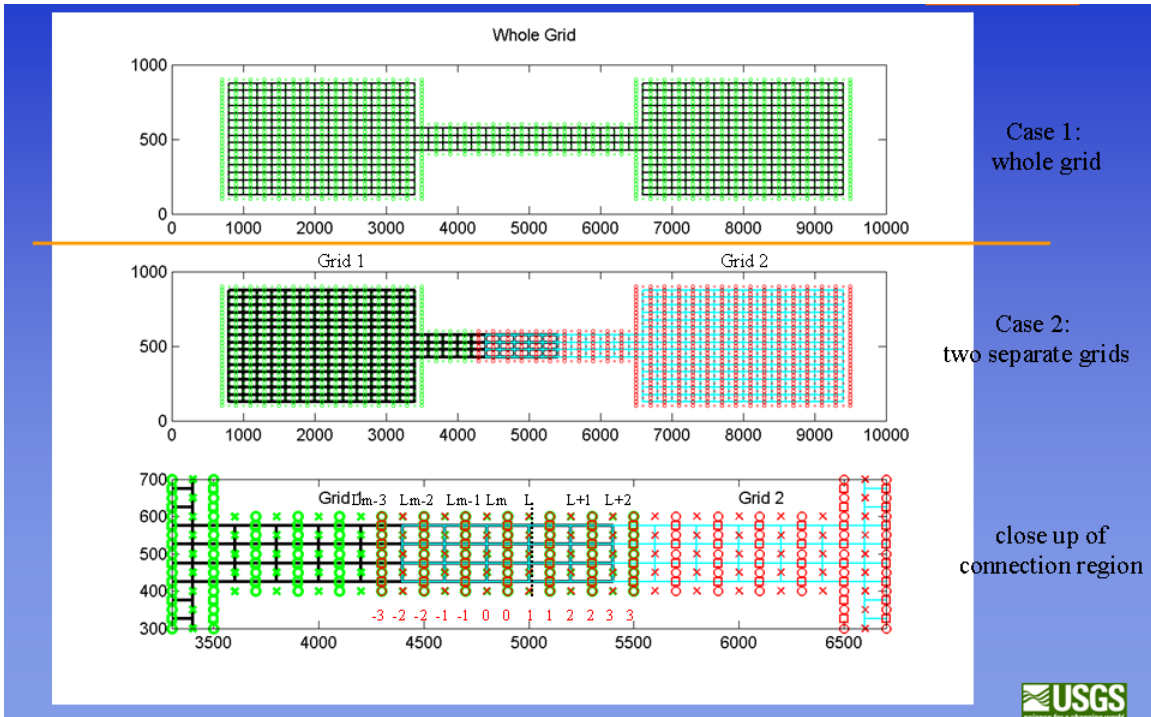 Whole Grid
1000
500
0
0 1000 2000 3000 4000 5000 6000 7000 8000 9000 10000
Case 1:
whole grid
Grid 1 Grid 2
1000
500
0
0 1000 2000 3000 4000 5000 6000 7000 8000 9000 10000
Case 2:
two separate grids
700
600
500
400
300
Grid 1 Lm-3 Lm-2 Lm-1 Lm L L+1 L+2 Grid 2
-3 -2 -2 -1 -1 0 0 1 1 2 2 3 3
3500 4000 4500 5000 5500 6000 6500
close up of
connection region
USGS